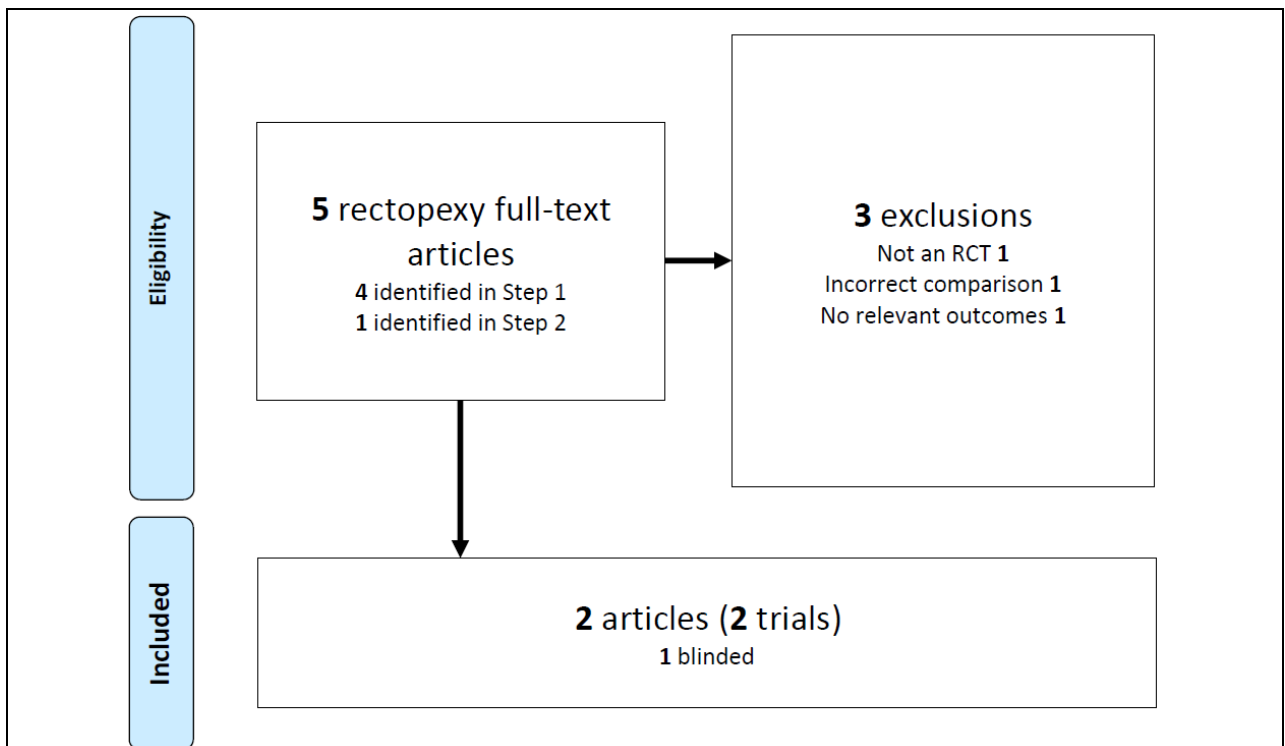 Eligibility
5 rectopexy full-text
articles
4 identified in Step 1
1 identified in Step 2
3 exclusions
Not an RCT 1
Incorrect comparison 1
No relevant outcomes 1
Included
2 articles (2 trials)
1 blinded